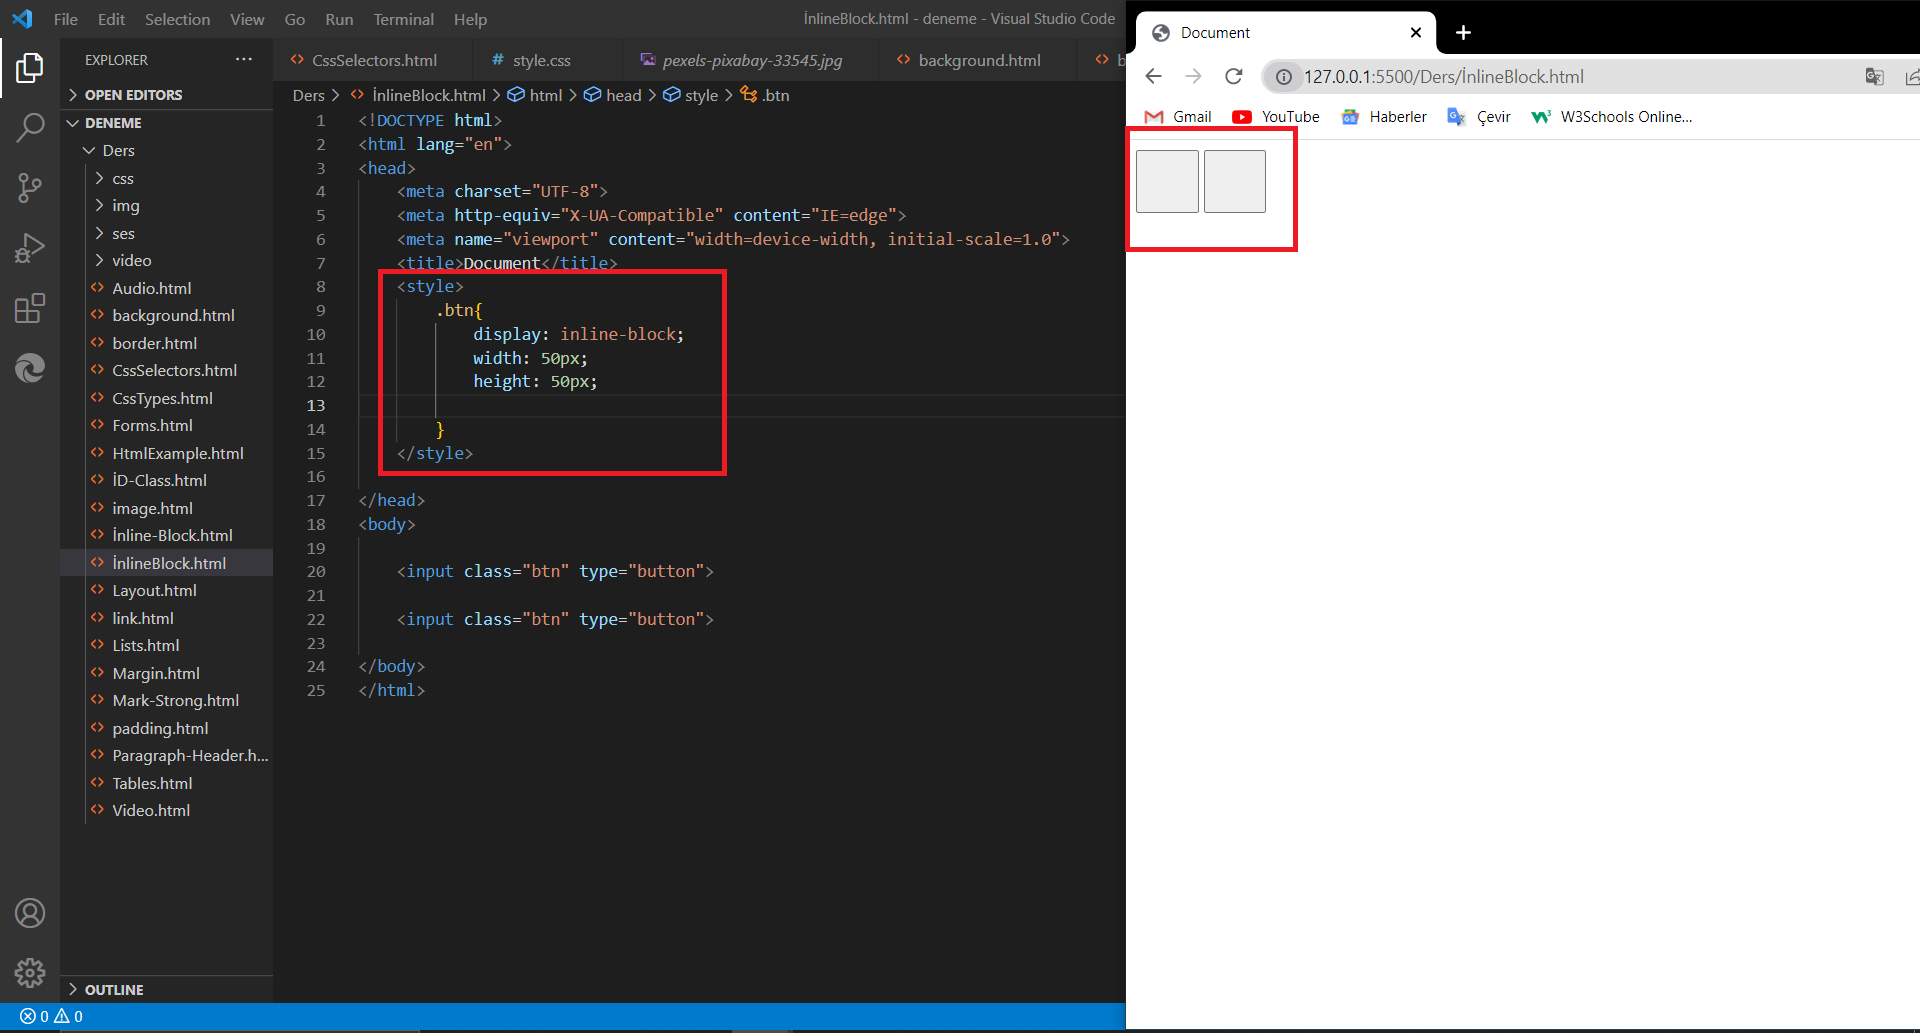 File Edit Selection View Go Run Terminal Help
İnlineBlock.html - deneme - Visual Studio Code
EXPLORER ···
OPEN EDITORS
DENEME
Ders
css
img
ses
video
Audio.html
background.html
border.html
CssSelectors.html
CssTypes.html
Forms.html
HtmlExample.html
İD-Class.html
image.html
İnline-Block.html
İnlineBlock.html
Layout.html
link.html
Lists.html
Margin.html
Mark-Strong.html
padding.html
Paragraph-Header.h...
Tables.html
Video.html
OUTLINE
0 0
CssSelectors.html # style.css pexels-pixabay-33545.jpg background.html b
Ders > İnlineBlock.html > html > head > style > .btn
1 <!DOCTYPE html>
2 <html lang="en">
3 <head>
4 <meta charset="UTF-8">
5 <meta http-equiv="X-UA-Compatible" content="IE=edge">
6 <meta name="viewport" content="width=device-width, initial-scale=1.0">
7 <title>Document</title>
8 <style>
9 .btn{
10 display: inline-block;
11 width: 50px;
12 height: 50px;
13
14 }
15 </style>
16
17 </head>
18 <body>
19
20 <input class="btn" type="button">
21
22 <input class="btn" type="button">
23
24 </body>
25 </html>
Document
127.0.0.1:5500/Ders/İnlineBlock.html
Gmail YouTube Haberler Çevir W3Schools Online...